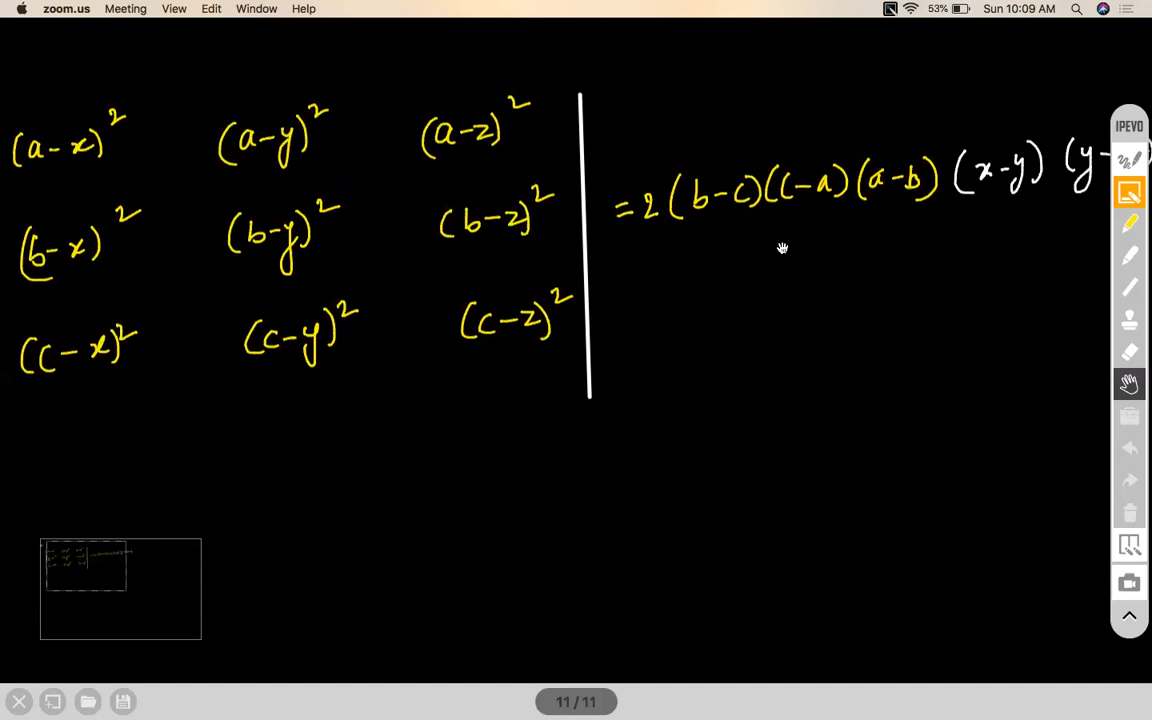 zoom.us Meeting View Edit Window Help 53% Sun 10:09 AM
(a-x)² (a-y)² (a-z)²
= 2 (b-c)(c-a)(a-b) (x-y) (y-
(b-x)² (b-y)² (b-z)²
(c-x)² (c-y)² (c-z)²
IPEVO
11 / 11